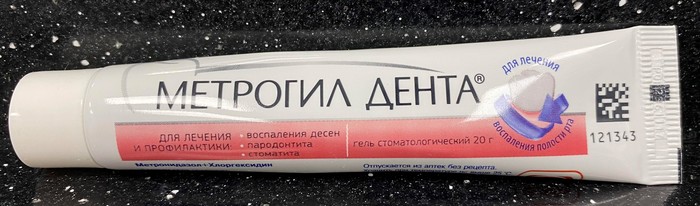 МЕТРОГИЛ ДЕНТА®
для лечения
воспаления полости рта
ДЛЯ ЛЕЧЕНИЯ
И ПРОФИЛАКТИКИ:
• воспаления десен
• пародонтита
• стоматита
гель стоматологический 20 г
121343
Метронидазол+Хлоргексидин
Отпускается из аптек без рецепта.